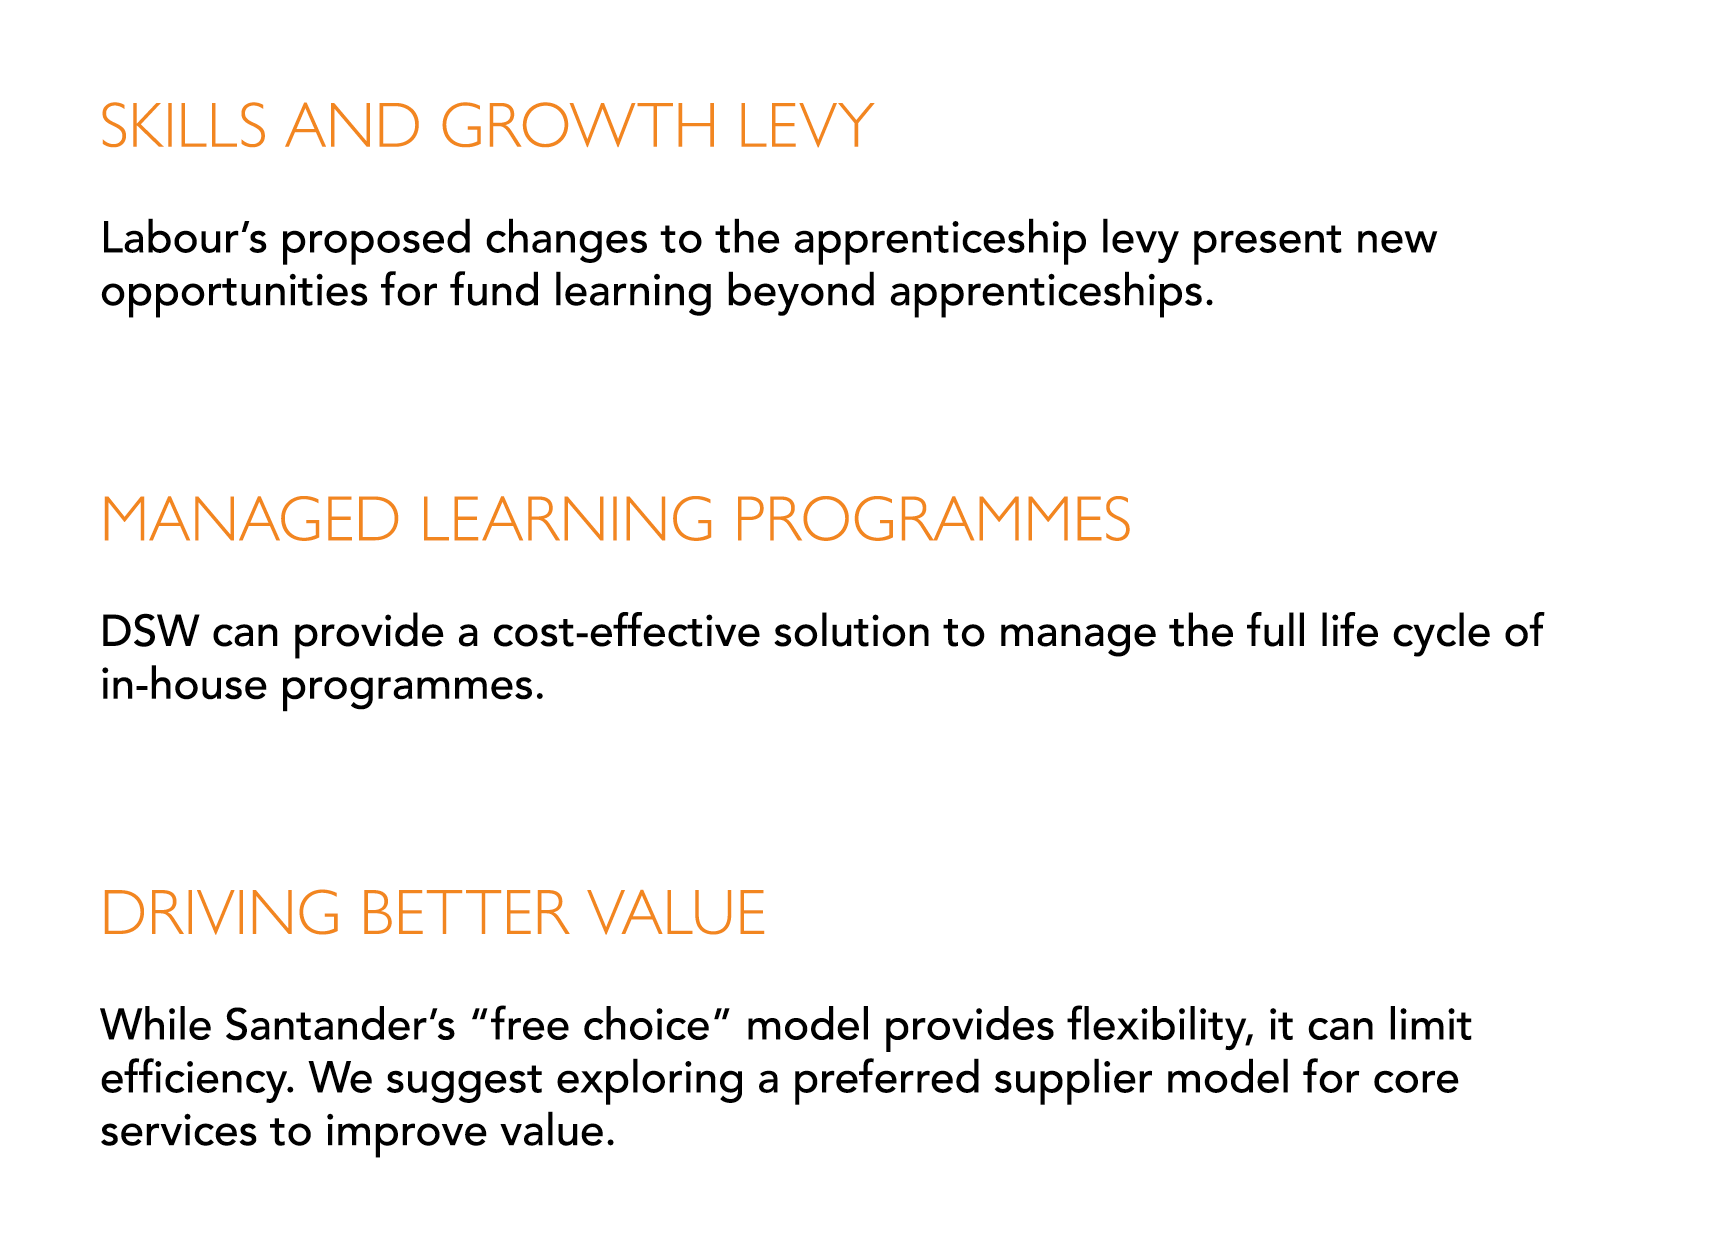 SKILLS AND GROWTH LEVY
Labour’s proposed changes to the apprenticeship levy present new
opportunities for fund learning beyond apprenticeships.
MANAGED LEARNING PROGRAMMES
DSW can provide a cost-effective solution to manage the full life cycle of
in-house programmes.
DRIVING BETTER VALUE
While Santander’s “free choice” model provides flexibility, it can limit
efficiency. We suggest exploring a preferred supplier model for core
services to improve value.